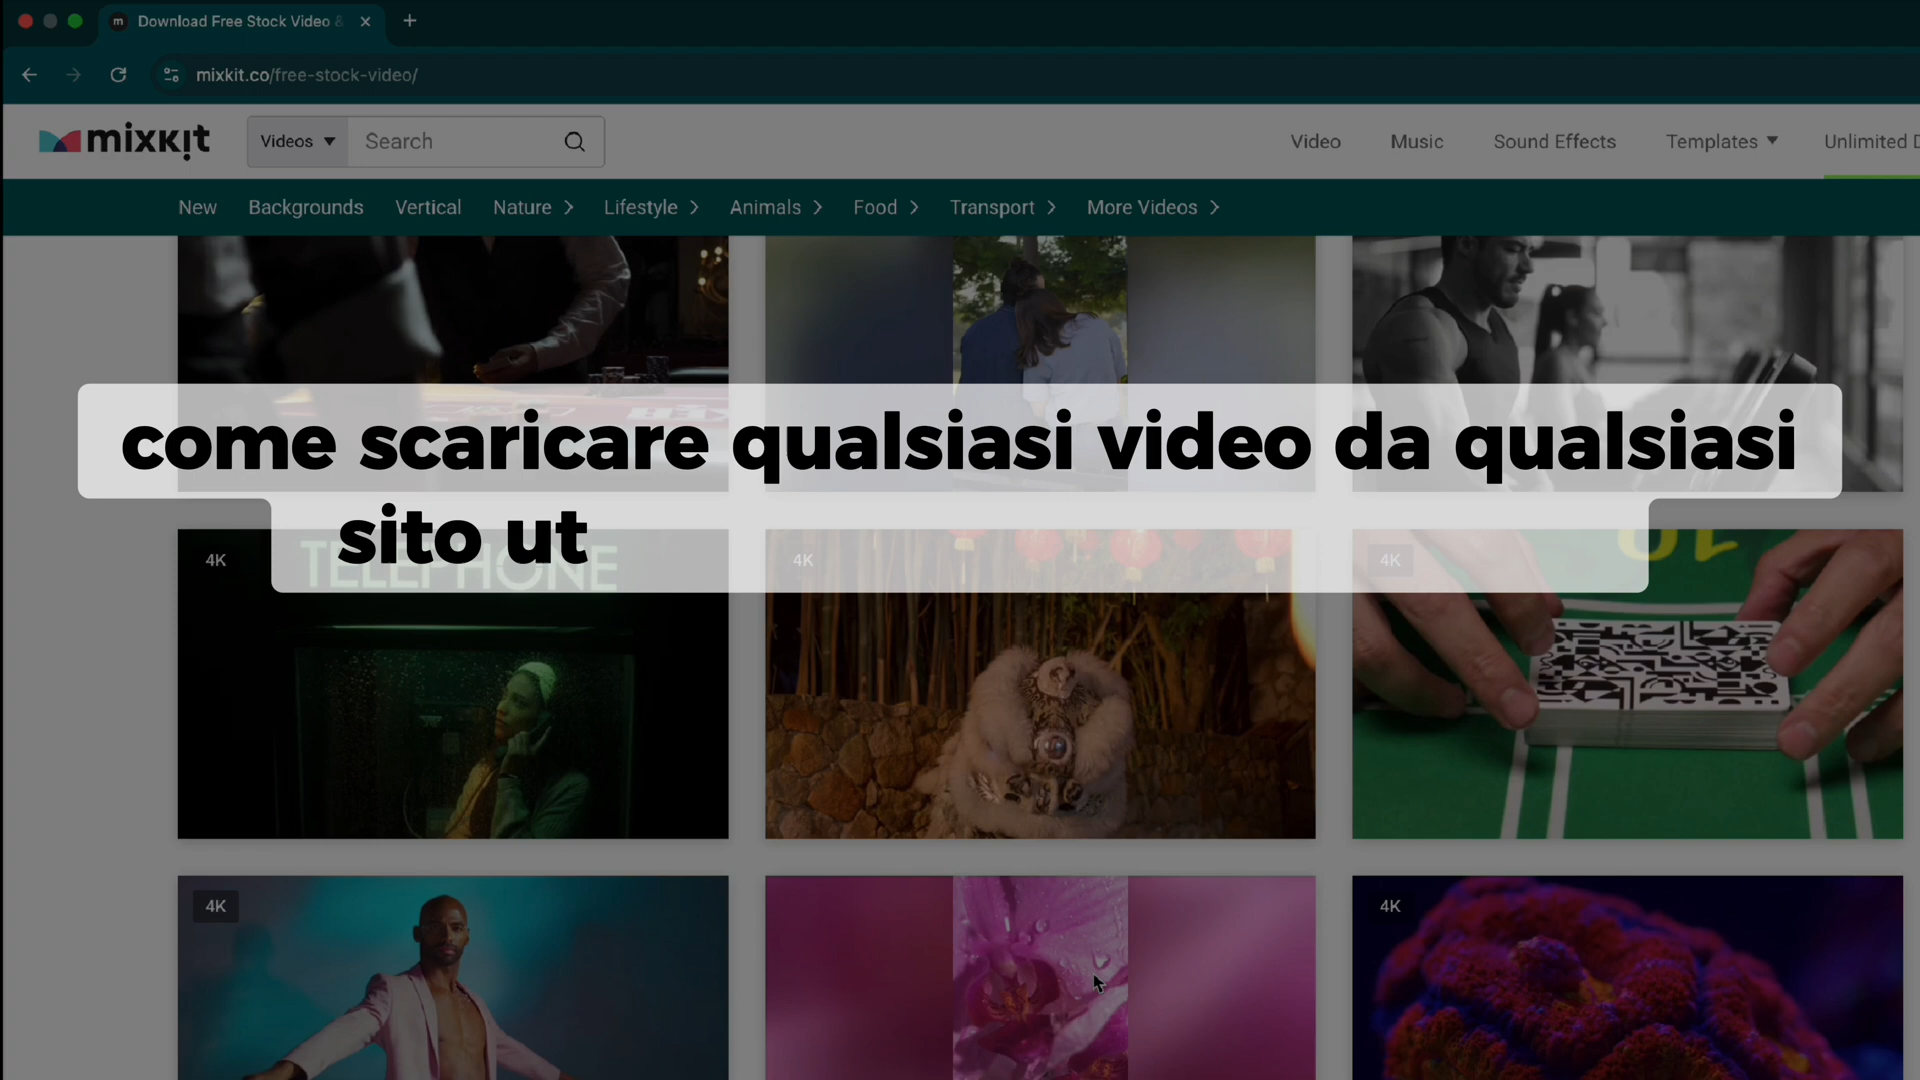 m Download Free Stock Video &
mixkit.co/free-stock-video/
mixkit
Videos
Search
Video
Music
Sound Effects
Templates
Unlimited D
New
Backgrounds
Vertical
Nature
Lifestyle
Animals
Food
Transport
More Videos
come scaricare qualsiasi video da qualsiasi
sito ut
4K
TELEPHONE
4K
4K
4K
4K